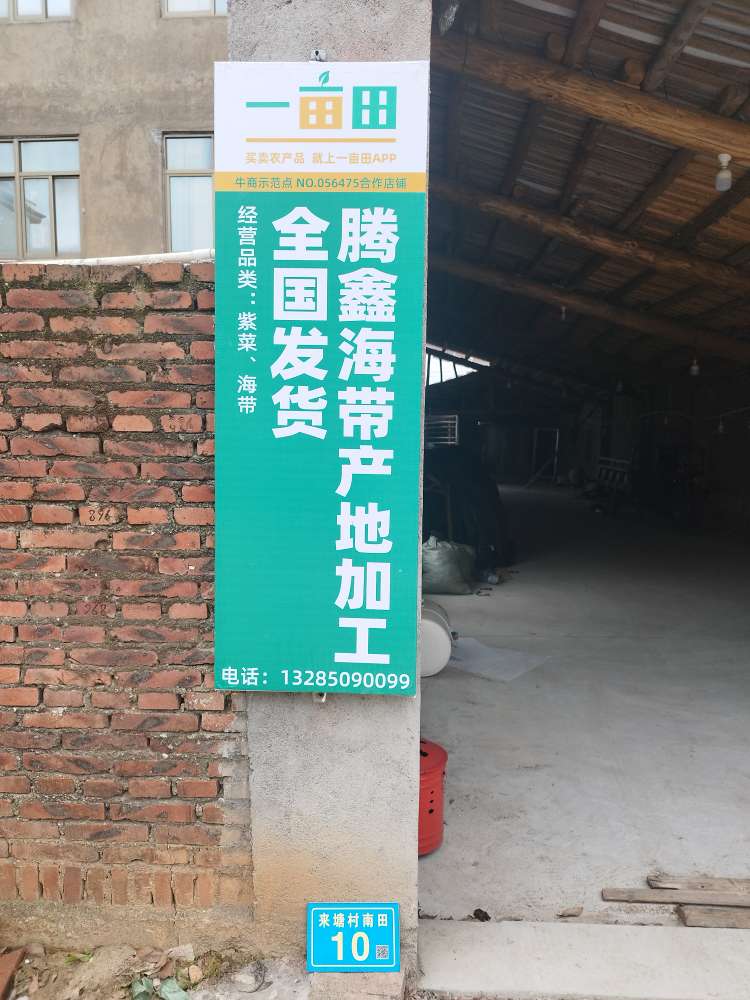 一亩田
买卖农产品 就上一亩田APP
牛商示范点 NO.056475合作店铺
腾鑫海带产地加工
全国发货
经营品类：紫菜、海带
电话：13285090099
896
868
来塘村南田
10